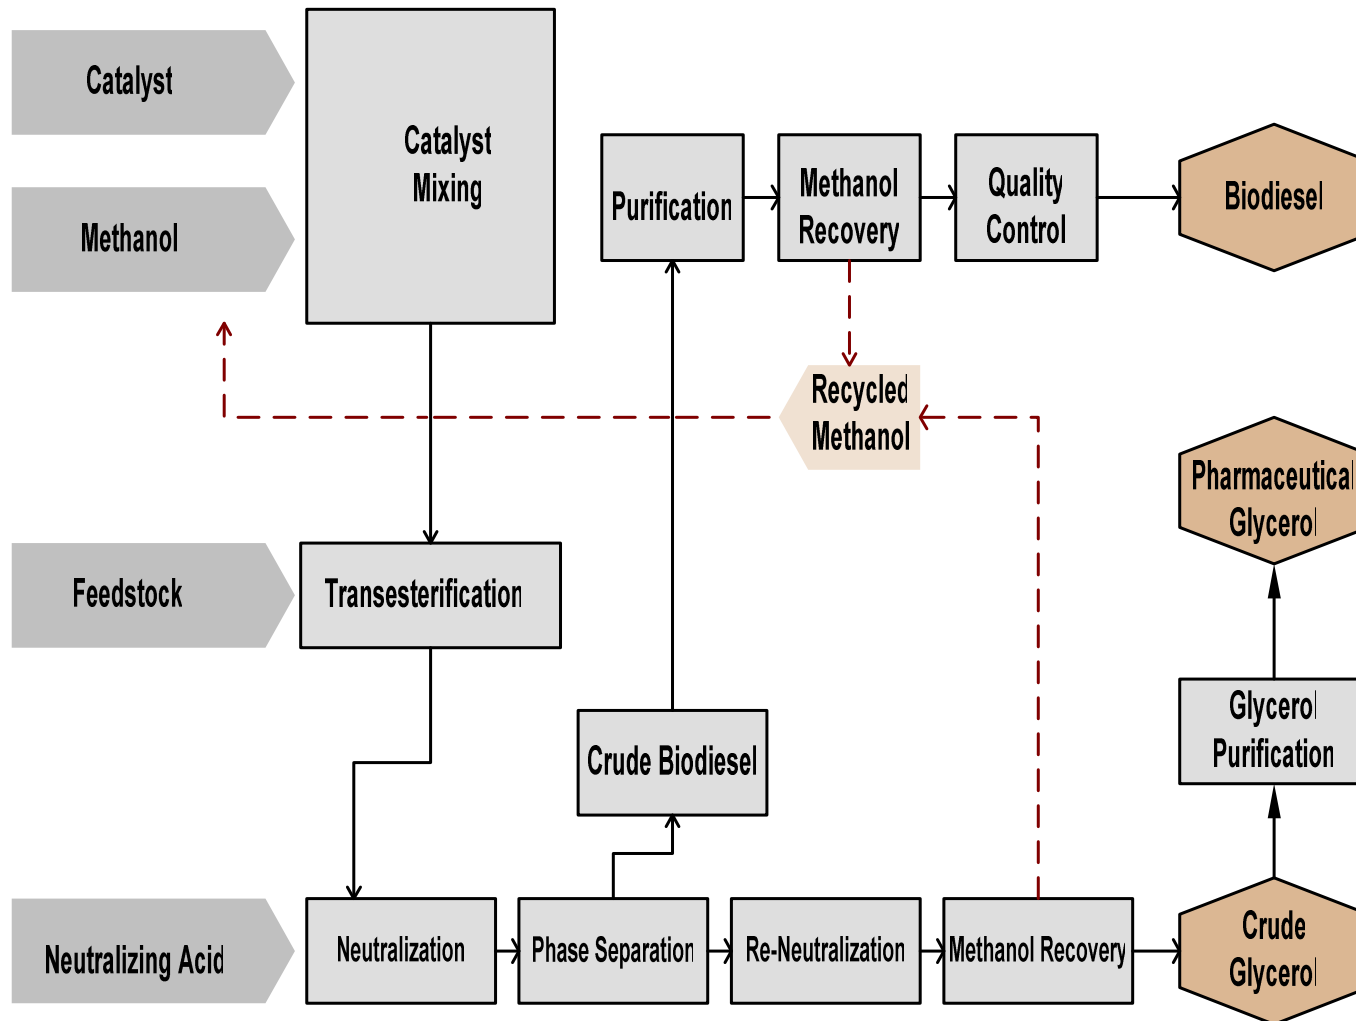 Catalyst
Catalyst
Mixing
Methanol
Purification
Methanol
Recovery
Quality
Control
Biodiesel
Recycled
Methanol
Pharmaceutical
Glycerol
Feedstock
Transesterification
Crude Biodiesel
Glycerol
Purification
Neutralizing Acid
Neutralization
Phase Separation
Re-Neutralization
Methanol Recovery
Crude
Glycerol